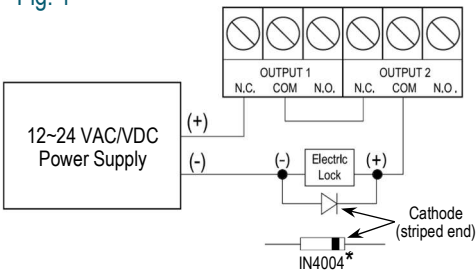 Fig. 1
OUTPUT 1 OUTPUT 2
N.C. COM N.O. N.C. COM N.O.
12~24 VAC/VDC
Power Supply
(+)
(-)
(-) Electric Lock (+)
Cathode
(striped end)
IN4004*